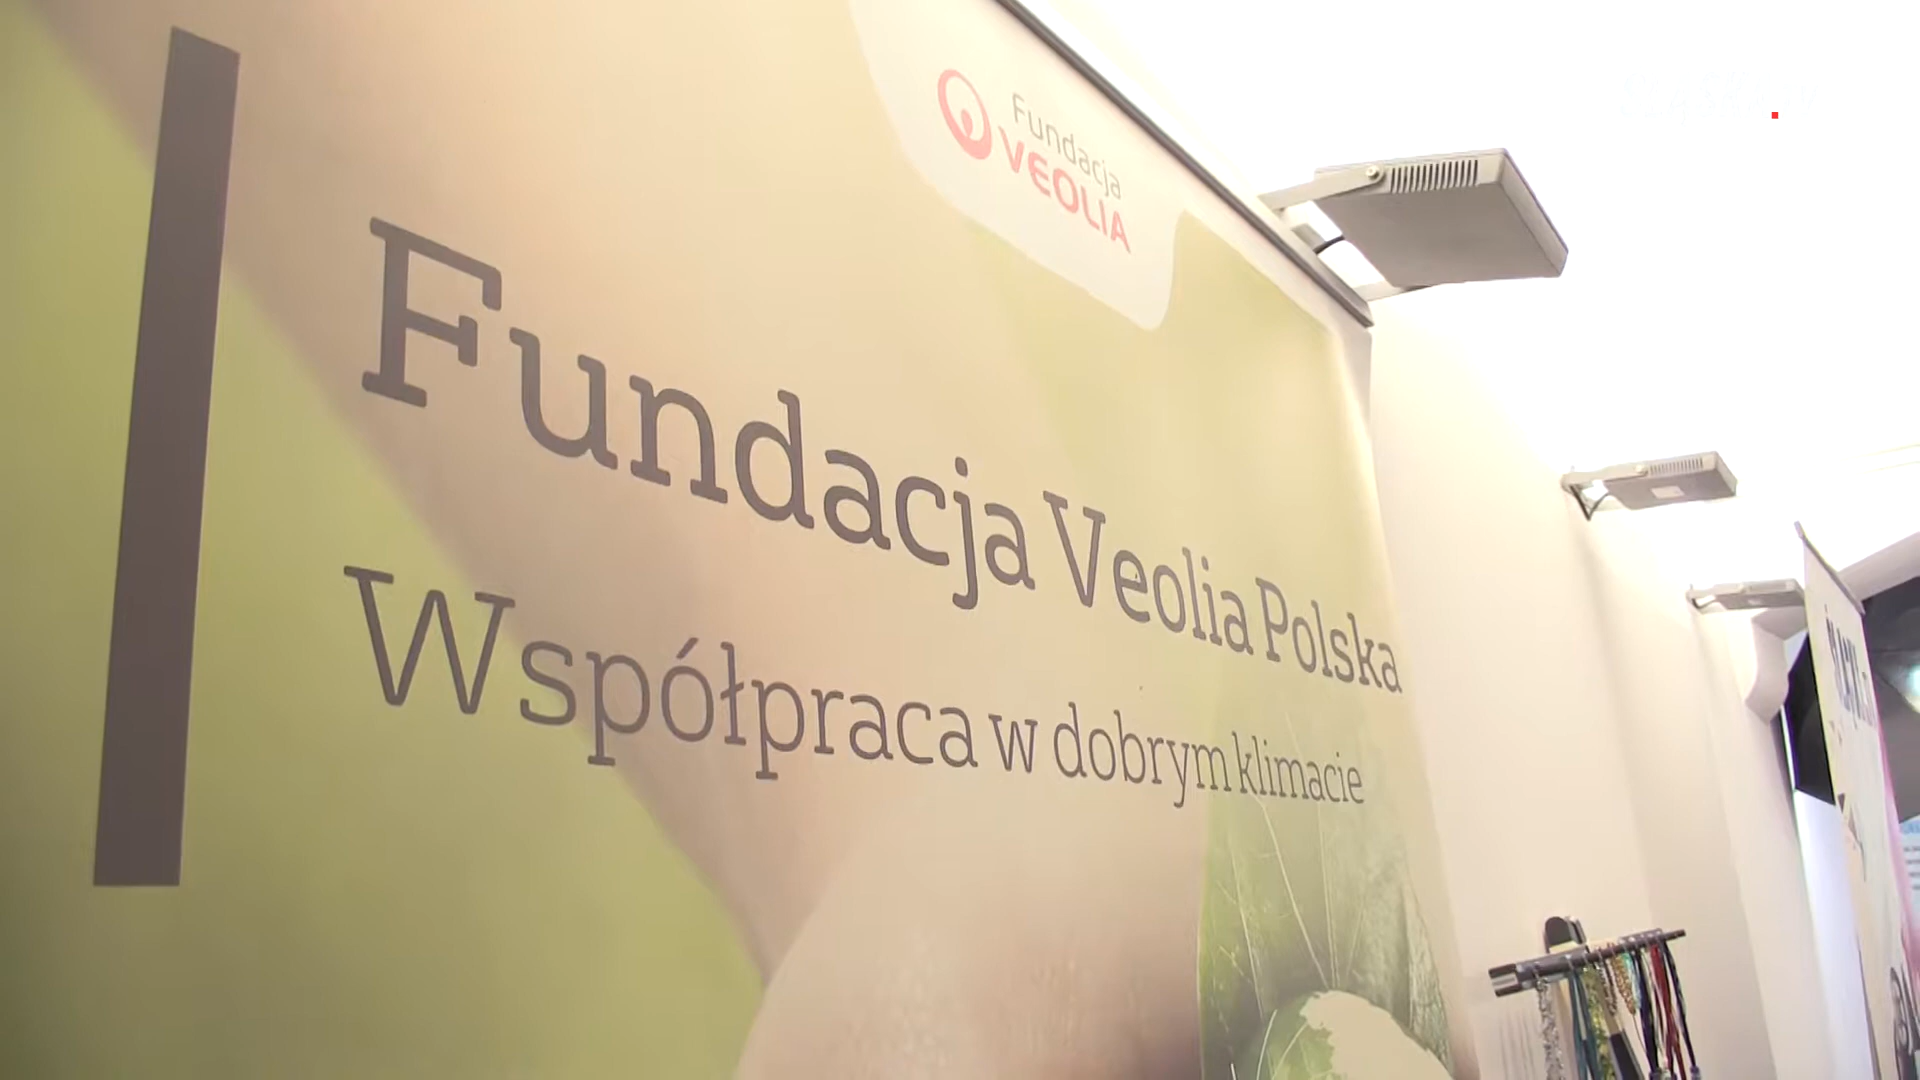 Fundacja
VEOLIA
Fundacja Veolia Polska
Współpraca w dobrym klimacie